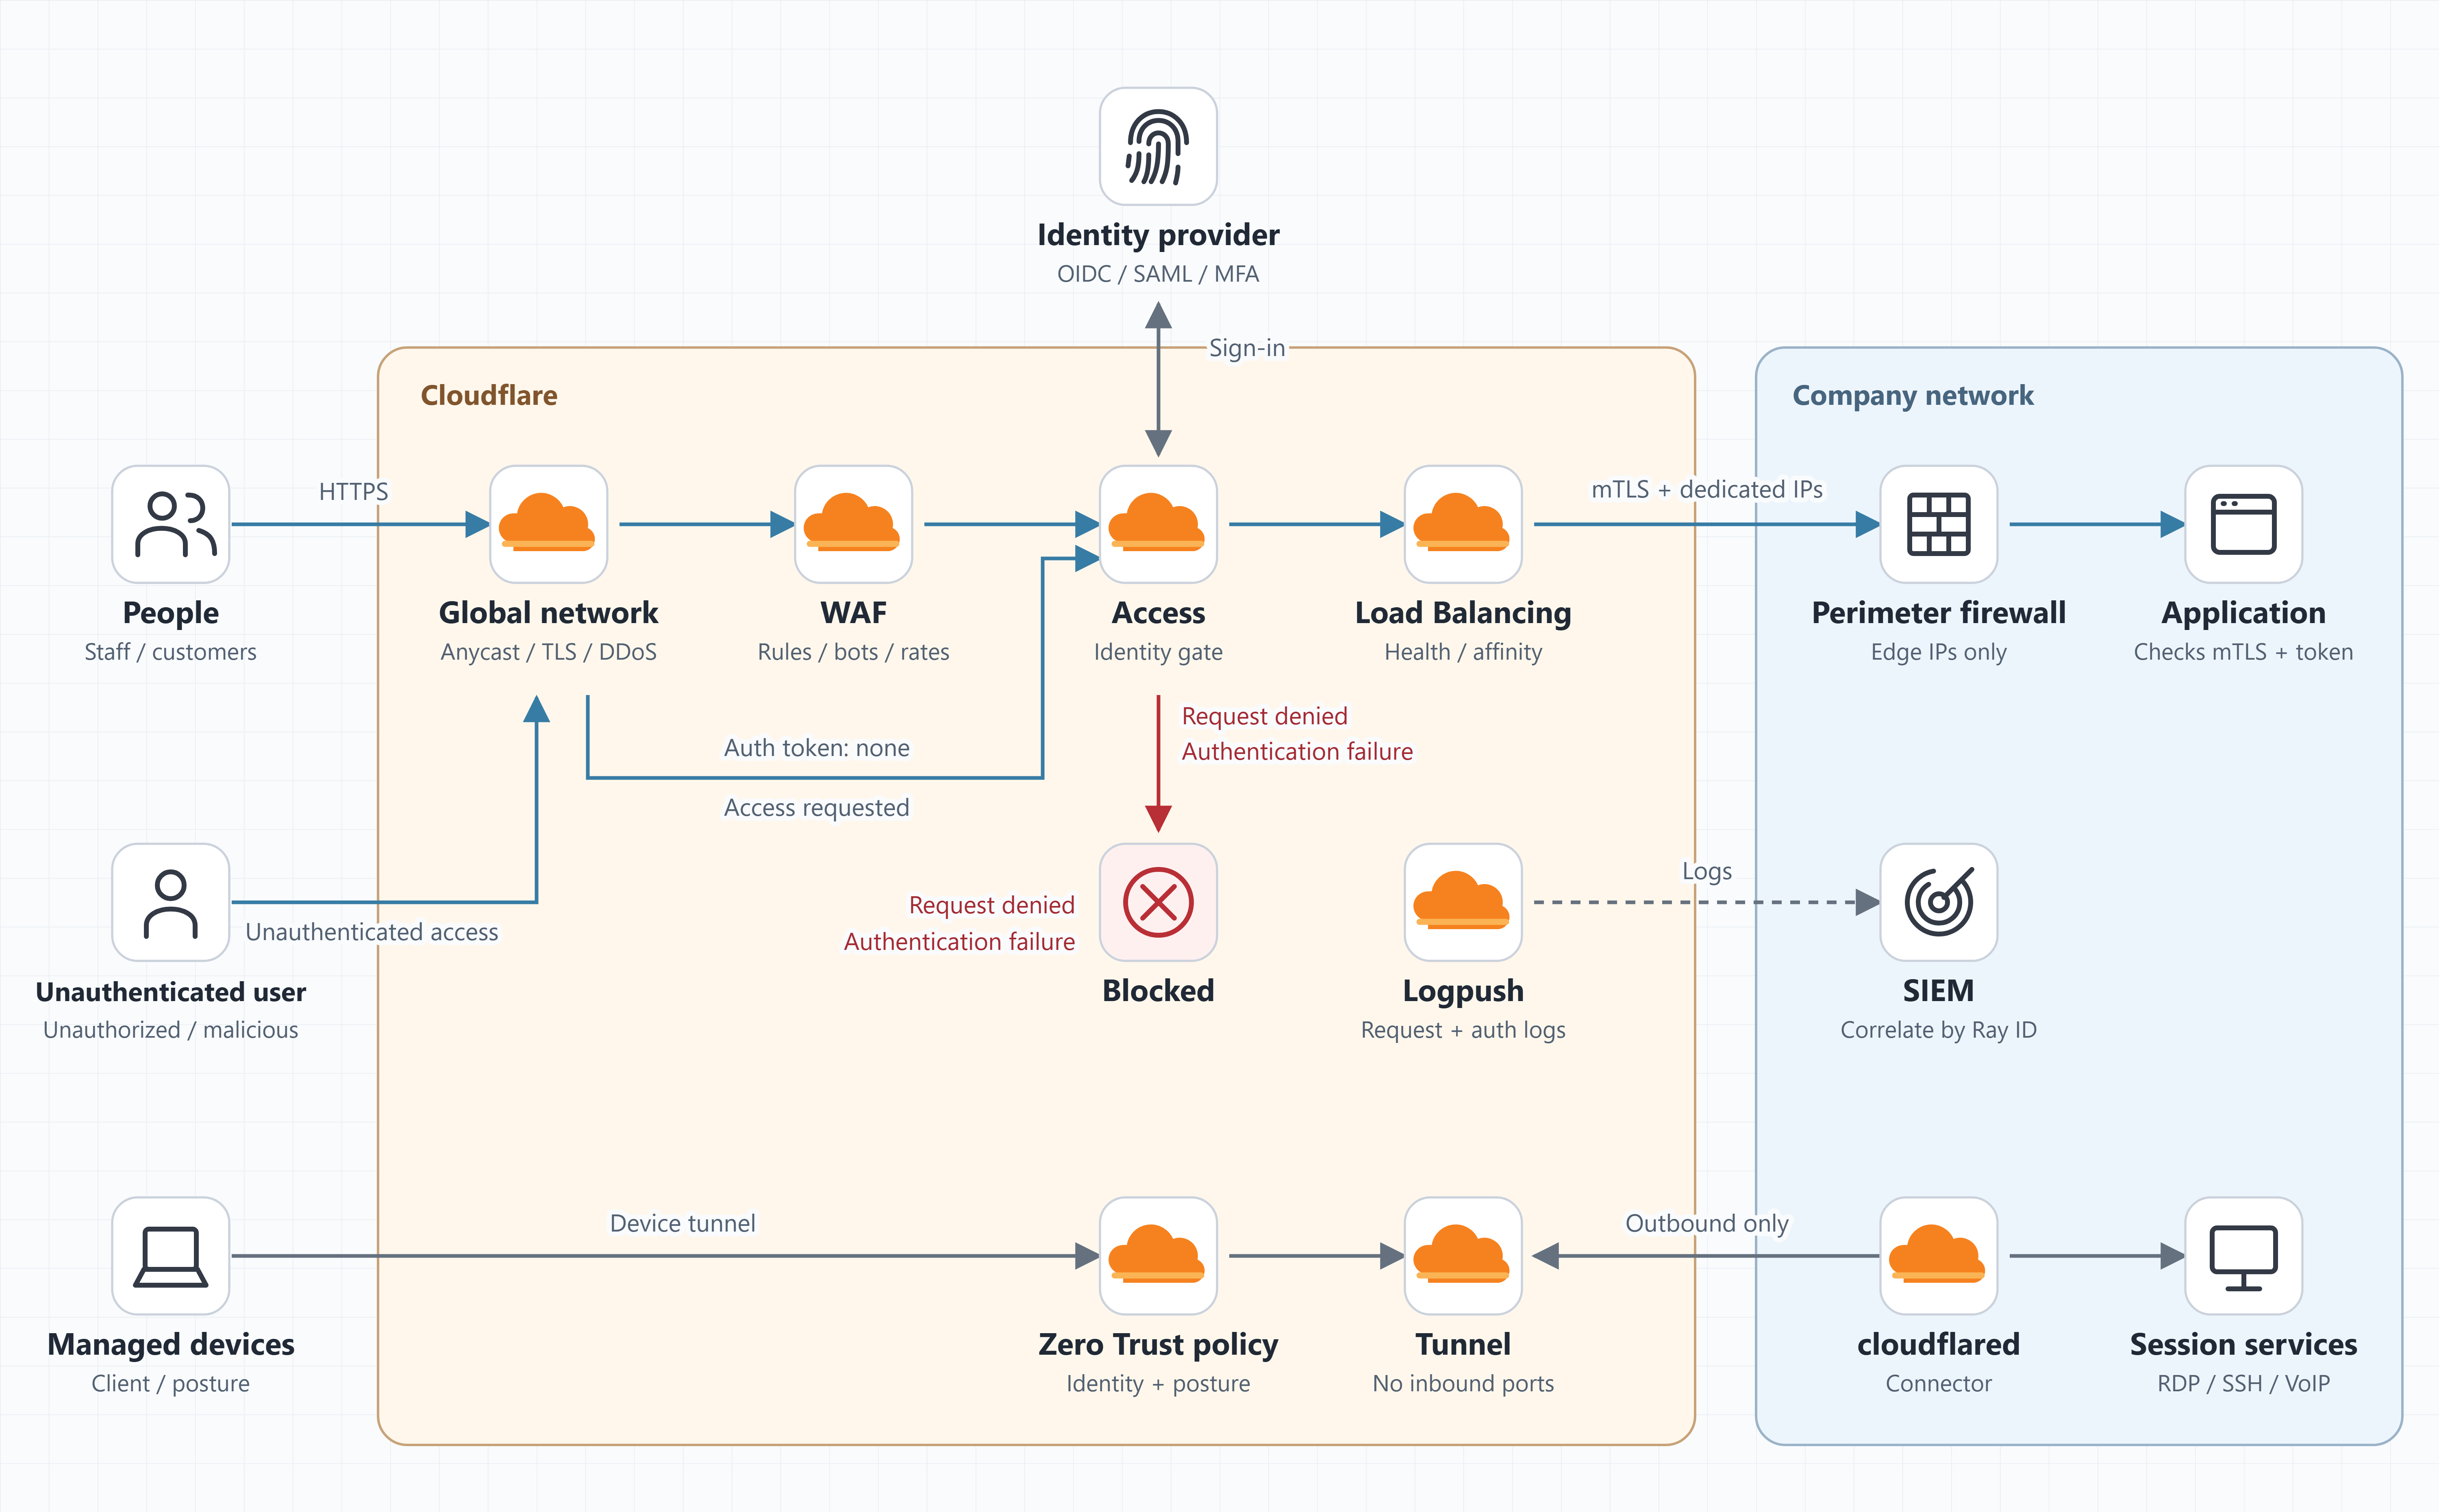 Identity provider
OIDC / SAML / MFA
Sign-in
Cloudflare
Company network
HTTPS
mTLS + dedicated IPs
People
Staff / customers
Global network
Anycast / TLS / DDoS
WAF
Rules / bots / rates
Access
Identity gate
Load Balancing
Health / affinity
Perimeter firewall
Edge IPs only
Application
Checks mTLS + token
Request denied
Authentication failure
Auth token: none
Access requested
Unauthenticated access
Unauthenticated user
Unauthorized / malicious
Request denied
Authentication failure
Blocked
Logpush
Request + auth logs
Logs
SIEM
Correlate by Ray ID
Device tunnel
Outbound only
Managed devices
Client / posture
Zero Trust policy
Identity + posture
Tunnel
No inbound ports
cloudflared
Connector
Session services
RDP / SSH / VoIP